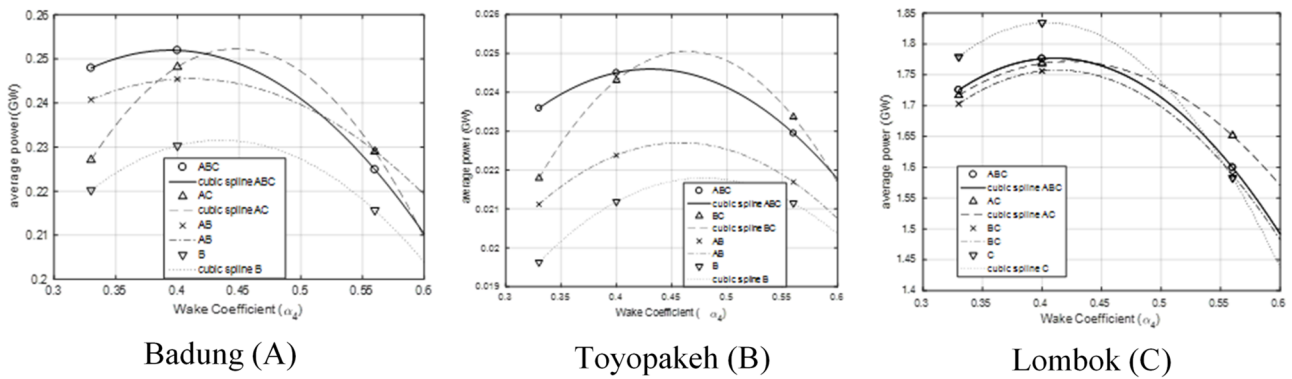 0.26
0.25
0.24
0.23
0.22
0.21
0.2
average power(GW)
ABC
cubic spline ABC
AC
cubic spline AC
AB
AB
B
cubic spline B
0.3
0.35
0.4
0.45
0.5
0.55
0.6
Wake Coefficient (α4)
Badung (A)
0.026
0.025
0.024
0.023
0.022
0.021
0.02
0.019
average power (GW)
ABC
cubic spline ABC
BC
cubic spline BC
AB
AB
B
cubic spline B
0.3
0.35
0.4
0.45
0.5
0.55
0.6
Wake Coefficient ( α4)
Toyopakeh (B)
1.85
1.8
1.75
1.7
1.65
1.6
1.55
1.5
1.45
1.4
average power (GW)
ABC
cubic spline ABC
AC
cubic spline AC
BC
BC
C
cubic spline C
0.3
0.35
0.4
0.45
0.5
0.55
0.6
Wake Coefficient (α4)
Lombok (C)